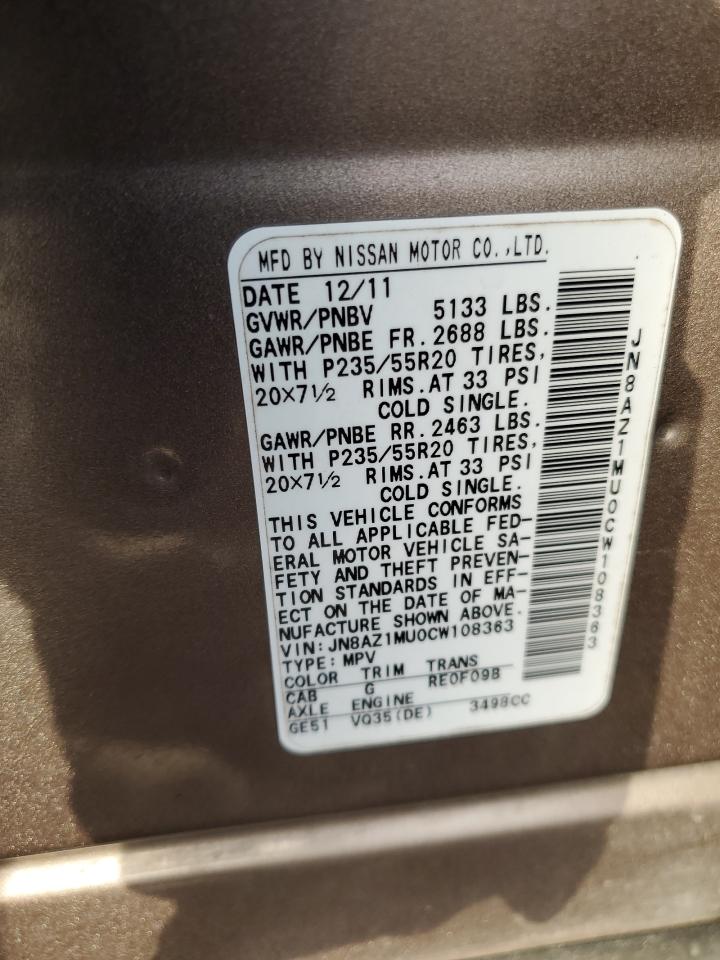 MFD BY NISSAN MOTOR CO.,LTD.
DATE 12/11
GVWR/PNBV 5133 LBS.
GAWR/PNBE FR. 2688 LBS.
WITH P235/55R20 TIRES,
20×7½ RIMS. AT 33 PSI
COLD SINGLE.
GAWR/PNBE RR. 2463 LBS.
WITH P235/55R20 TIRES,
20×7½ RIMS. AT 33 PSI
COLD SINGLE.
THIS VEHICLE CONFORMS
TO ALL APPLICABLE FED-
ERAL MOTOR VEHICLE SA-
FETY AND THEFT PREVEN-
TION STANDARDS IN EFF-
ECT ON THE DATE OF MA-
NUFACTURE SHOWN ABOVE.
VIN: JN8AZ1MU0CW108363
TYPE: MPV
COLOR TRIM TRANS
CAB G RE0F09B
AXLE ENGINE
GE51 VQ35(DE) 3498CC
JN8AZ1MU0CW108363